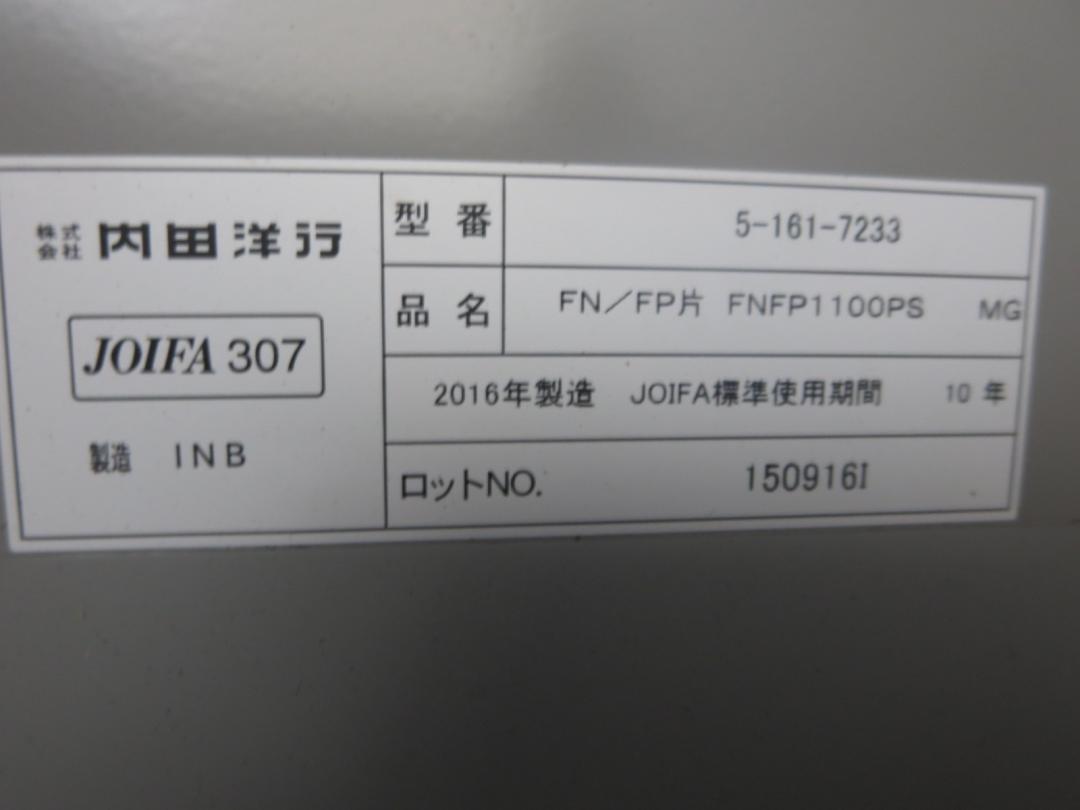 株式会社 内田洋行
JOIFA 307
製造 INB
型番 5-161-7233
品名 FN/FP片 FNFP1100PS MG
2016年製造 JOIFA標準使用期間 10年
ロットNO. 150916I